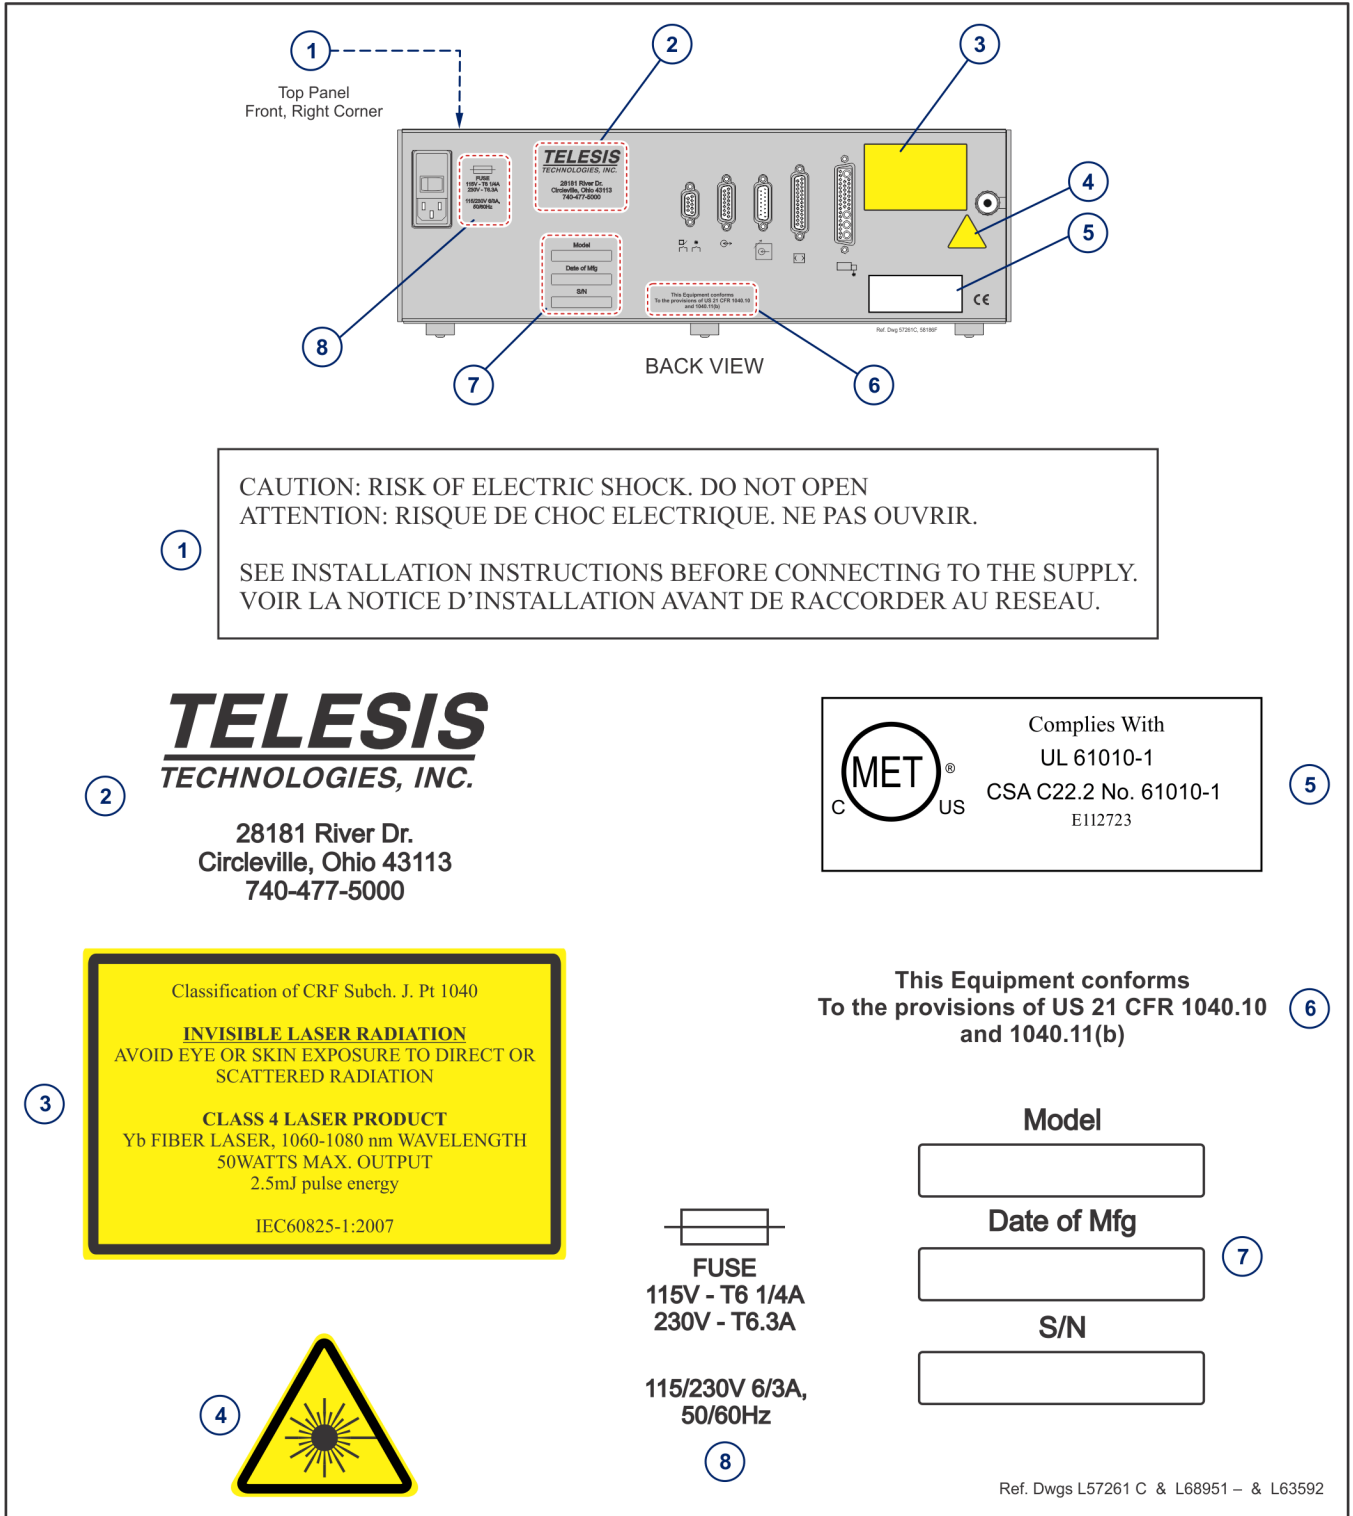 1
Top Panel
Front, Right Corner
2
3
4
5
FUSE
115V - T6 1/4A
230V - T6.3A
115/230V 6/3A,
50/60Hz
TELESIS
TECHNOLOGIES, INC.
28181 River Dr.
Circleville, Ohio 43113
740-477-5000
Model
Date of Mfg
S/N
This Equipment conforms
To the provisions of US 21 CFR 1040.10
and 1040.11(b)
CE
Ref. Dwg 57261C, 58186F
8
7
6
BACK VIEW
1
CAUTION: RISK OF ELECTRIC SHOCK. DO NOT OPEN
ATTENTION: RISQUE DE CHOC ELECTRIQUE. NE PAS OUVRIR.
SEE INSTALLATION INSTRUCTIONS BEFORE CONNECTING TO THE SUPPLY.
VOIR LA NOTICE D'INSTALLATION AVANT DE RACCORDER AU RESEAU.
2
TELESIS
TECHNOLOGIES, INC.
28181 River Dr.
Circleville, Ohio 43113
740-477-5000
C MET ® US
Complies With
UL 61010-1
CSA C22.2 No. 61010-1
E112723
5
3
Classification of CRF Subch. J. Pt 1040
INVISIBLE LASER RADIATION
AVOID EYE OR SKIN EXPOSURE TO DIRECT OR
SCATTERED RADIATION
CLASS 4 LASER PRODUCT
Yb FIBER LASER, 1060-1080 nm WAVELENGTH
50WATTS MAX. OUTPUT
2.5mJ pulse energy
IEC60825-1:2007
This Equipment conforms
To the provisions of US 21 CFR 1040.10
and 1040.11(b)
6
Model
Date of Mfg
S/N
7
4
FUSE
115V - T6 1/4A
230V - T6.3A
115/230V 6/3A,
50/60Hz
8
Ref. Dwgs L57261 C & L68951 – & L63592